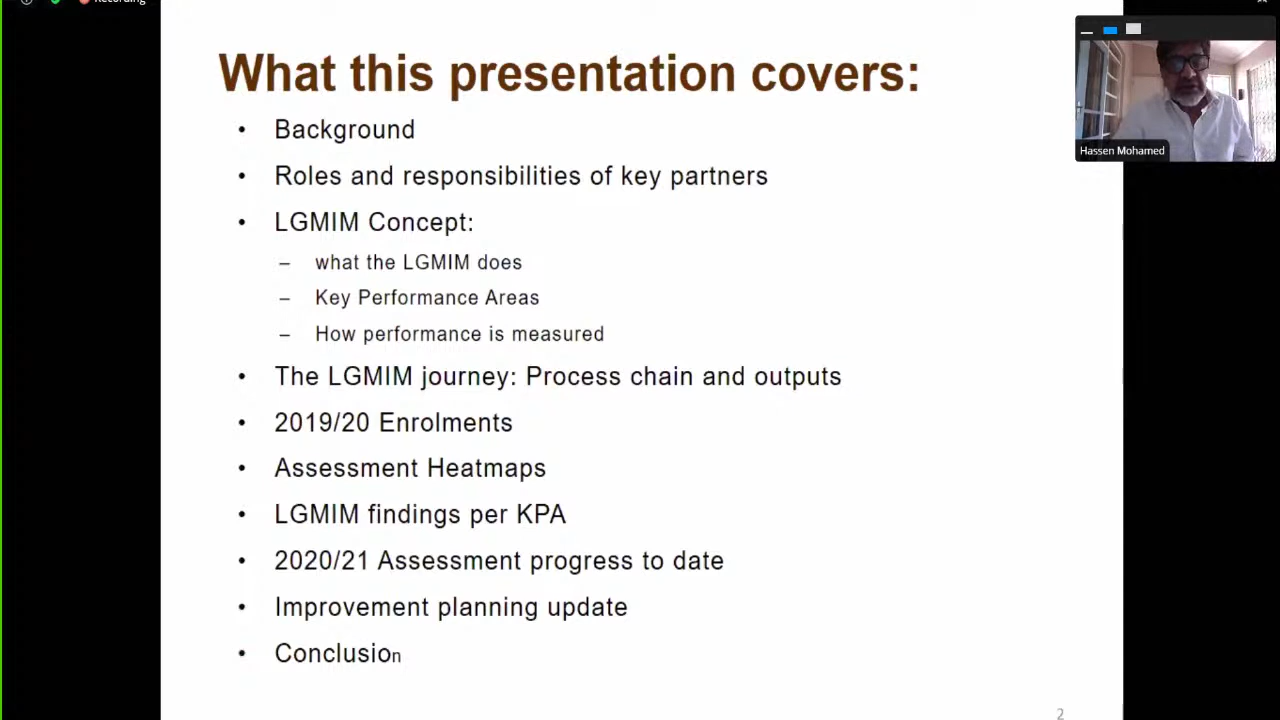 Recording
What this presentation covers:
• Background
• Roles and responsibilities of key partners
• LGMIM Concept:
– what the LGMIM does
– Key Performance Areas
– How performance is measured
• The LGMIM journey: Process chain and outputs
• 2019/20 Enrolments
• Assessment Heatmaps
• LGMIM findings per KPA
• 2020/21 Assessment progress to date
• Improvement planning update
• Conclusion
2
Hassen Mohamed